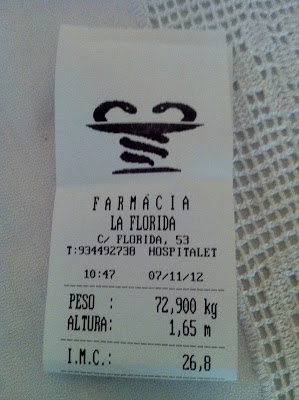 FARMÁCIA
LA FLORIDA
C/ FLORIDA, 53
T:934492738 HOSPITALET
10:47 07/11/12
PESO : 72,900 kg
ALTURA: 1,65 m
I.M.C.: 26,8